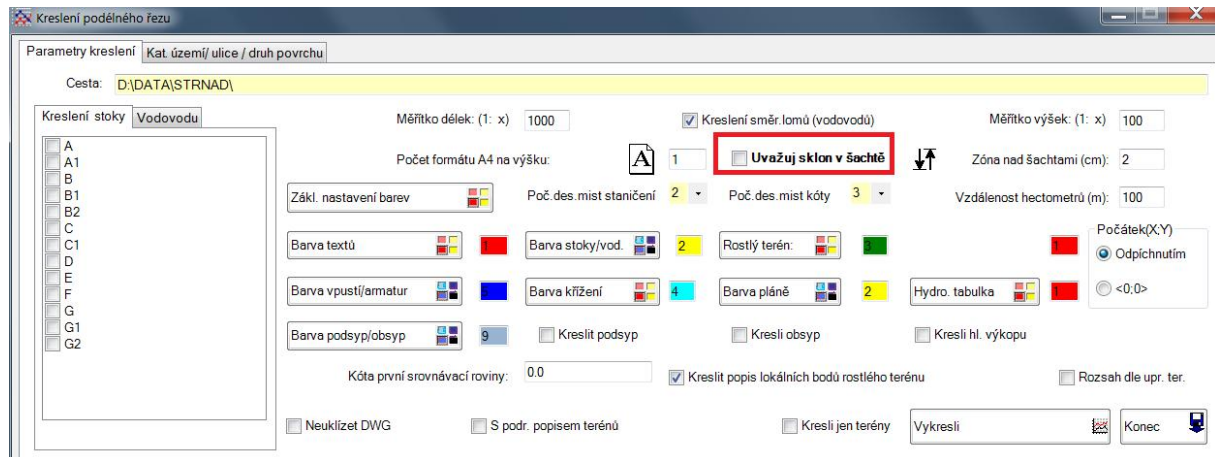 Kreslení podélného řezu
Parametry kreslení Kat. území/ ulice / druh povrchu
Cesta: D:\DATA\STRNAD\
Kreslení stoky Vodovodu
A
A1
B
B1
B2
C
C1
D
E
F
G
G1
G2
Měřítko délek: (1: x) 1000 Kreslení směr.lomů (vodovodů) Měřítko výšek: (1: x) 100
Počet formátu A4 na výšku: A 1 Uvažuj sklon v šachtě Zóna nad šachtami (cm): 2
Zákl. nastavení barev Poč.des.mist staničení 2 Poč.des.mist kóty 3 Vzdálenost hectometrů (m): 100
Barva textů 1 Barva stoky/vod. 2 Rostlý terén: 3 1
Počátek(X;Y)
Odpíchnutím
Barva vpustí/armatur 5 Barva křížení 4 Barva pláně 2 Hydro. tabulka 1 <0;0>
Barva podsyp/obsyp 9 Kreslit podsyp Kresli obsyp Kresli hl. výkopu
Kóta první srovnávací roviny: 0.0 Kreslit popis lokálních bodů rostlého terénu Rozsah dle upr. ter.
Neuklízet DWG S podr. popisem terénů Kresli jen terény Vykresli Konec